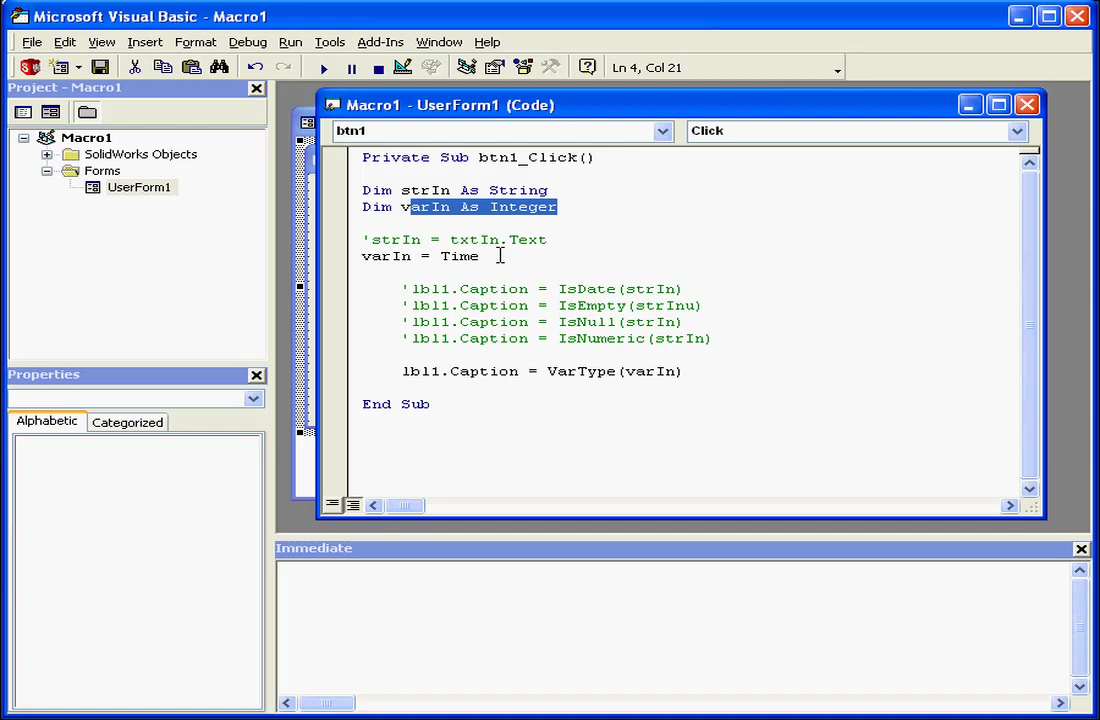 Microsoft Visual Basic - Macro1
File Edit View Insert Format Debug Run Tools Add-Ins Window Help
Ln 4, Col 21
Project - Macro1
Macro1
SolidWorks Objects
Forms
UserForm1
Properties
Alphabetic Categorized
Macro1 - UserForm1 (Code)
btn1 Click
Private Sub btn1_Click()
Dim strIn As String
Dim varIn As Integer
'strIn = txtIn.Text
varIn = Time
'lbl1.Caption = IsDate(strIn)
'lbl1.Caption = IsEmpty(strInu)
'lbl1.Caption = IsNull(strIn)
'lbl1.Caption = IsNumeric(strIn)
lbl1.Caption = VarType(varIn)
End Sub
Immediate